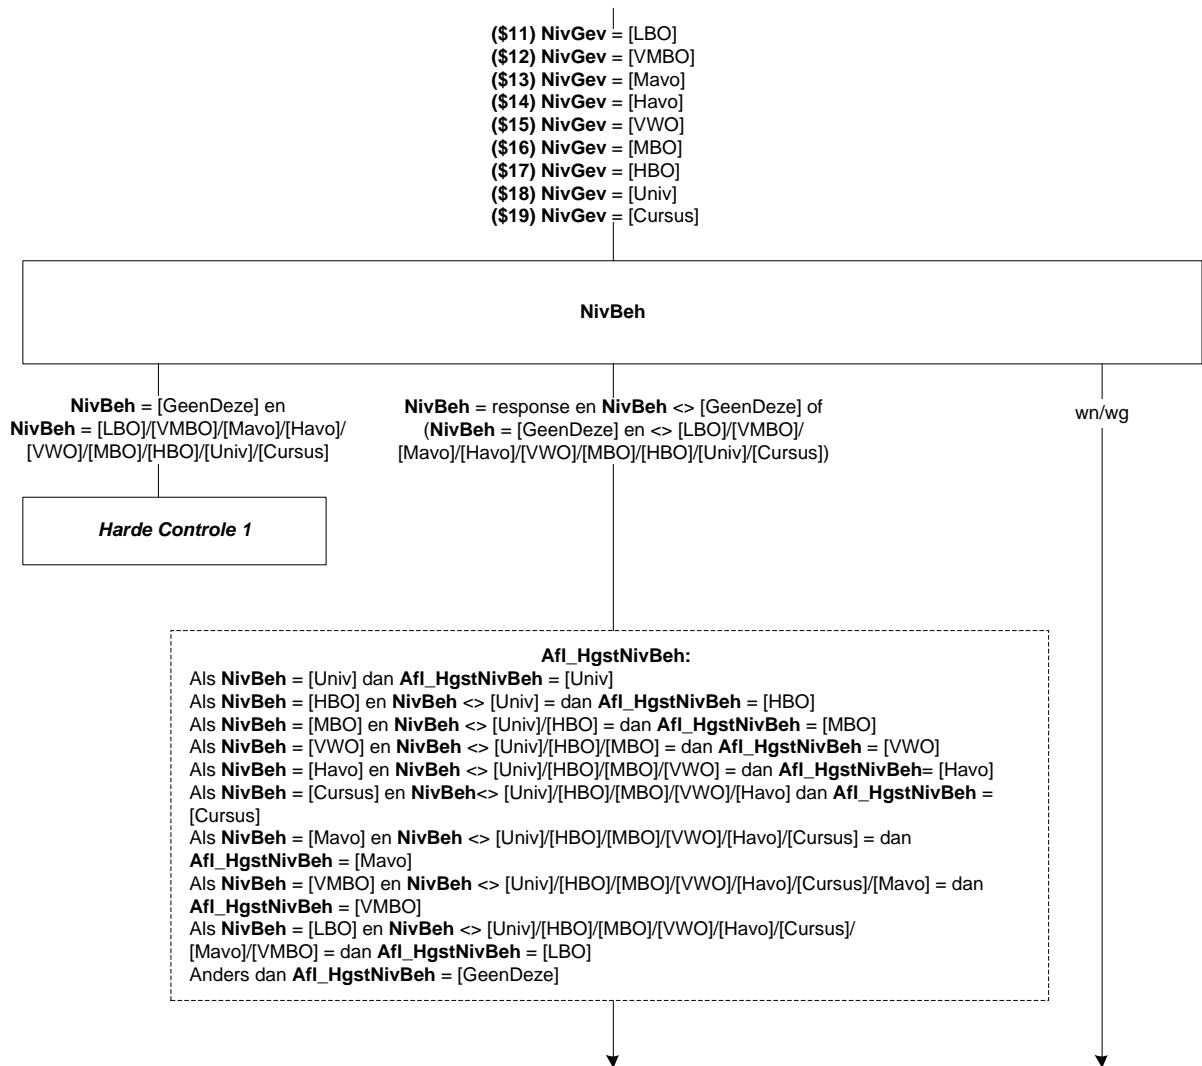 ($11) NivGev = [LBO]
($12) NivGev = [VMBO]
($13) NivGev = [Mavo]
($14) NivGev = [Havo]
($15) NivGev = [VWO]
($16) NivGev = [MBO]
($17) NivGev = [HBO]
($18) NivGev = [Univ]
($19) NivGev = [Cursus]
NivBeh
NivBeh = [GeenDeze] en
NivBeh = [LBO]/[VMBO]/[Mavo]/[Havo]/
[VWO]/[MBO]/[HBO]/[Univ]/[Cursus]
NivBeh = response en NivBeh <> [GeenDeze] of
(NivBeh = [GeenDeze] en <> [LBO]/[VMBO]/
[Mavo]/[Havo]/[VWO]/[MBO]/[HBO]/[Univ]/[Cursus])
wn/wg
Harde Controle 1
Afl_HgstNivBeh:
Als NivBeh = [Univ] dan Afl_HgstNivBeh = [Univ]
Als NivBeh = [HBO] en NivBeh <> [Univ] = dan Afl_HgstNivBeh = [HBO]
Als NivBeh = [MBO] en NivBeh <> [Univ]/[HBO] = dan Afl_HgstNivBeh = [MBO]
Als NivBeh = [VWO] en NivBeh <> [Univ]/[HBO]/[MBO] = dan Afl_HgstNivBeh = [VWO]
Als NivBeh = [Havo] en NivBeh <> [Univ]/[HBO]/[MBO]/[VWO] = dan Afl_HgstNivBeh= [Havo]
Als NivBeh = [Cursus] en NivBeh<> [Univ]/[HBO]/[MBO]/[VWO]/[Havo] dan Afl_HgstNivBeh =
[Cursus]
Als NivBeh = [Mavo] en NivBeh <> [Univ]/[HBO]/[MBO]/[VWO]/[Havo]/[Cursus] = dan
Afl_HgstNivBeh = [Mavo]
Als NivBeh = [VMBO] en NivBeh <> [Univ]/[HBO]/[MBO]/[VWO]/[Havo]/[Cursus]/[Mavo] = dan
Afl_HgstNivBeh = [VMBO]
Als NivBeh = [LBO] en NivBeh <> [Univ]/[HBO]/[MBO]/[VWO]/[Havo]/[Cursus]/
[Mavo]/[VMBO] = dan Afl_HgstNivBeh = [LBO]
Anders dan Afl_HgstNivBeh = [GeenDeze]